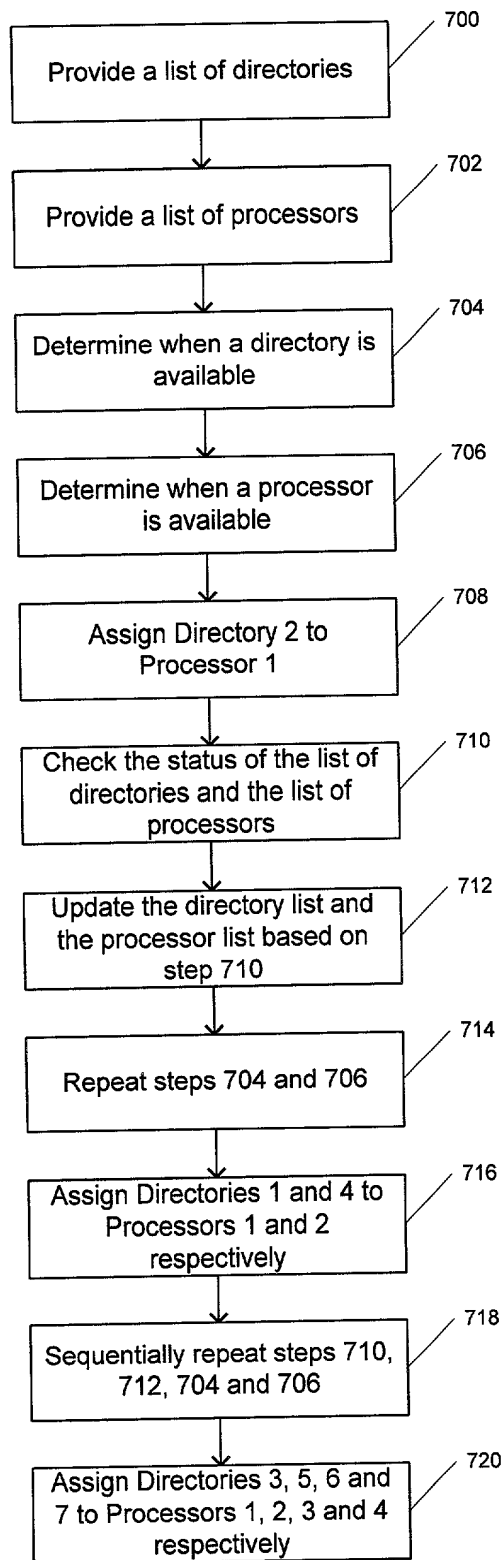 700
Provide a list of directories
702
Provide a list of processors
704
Determine when a directory is
available
706
Determine when a processor
is available
708
Assign Directory 2 to
Processor 1
710
Check the status of the list of
directories and the list of
processors
712
Update the directory list and
the processor list based on
step 710
714
Repeat steps 704 and 706
716
Assign Directories 1 and 4 to
Processors 1 and 2
respectively
718
Sequentially repeat steps 710,
712, 704 and 706
720
Assign Directories 3, 5, 6 and
7 to Processors 1, 2, 3 and 4
respectively